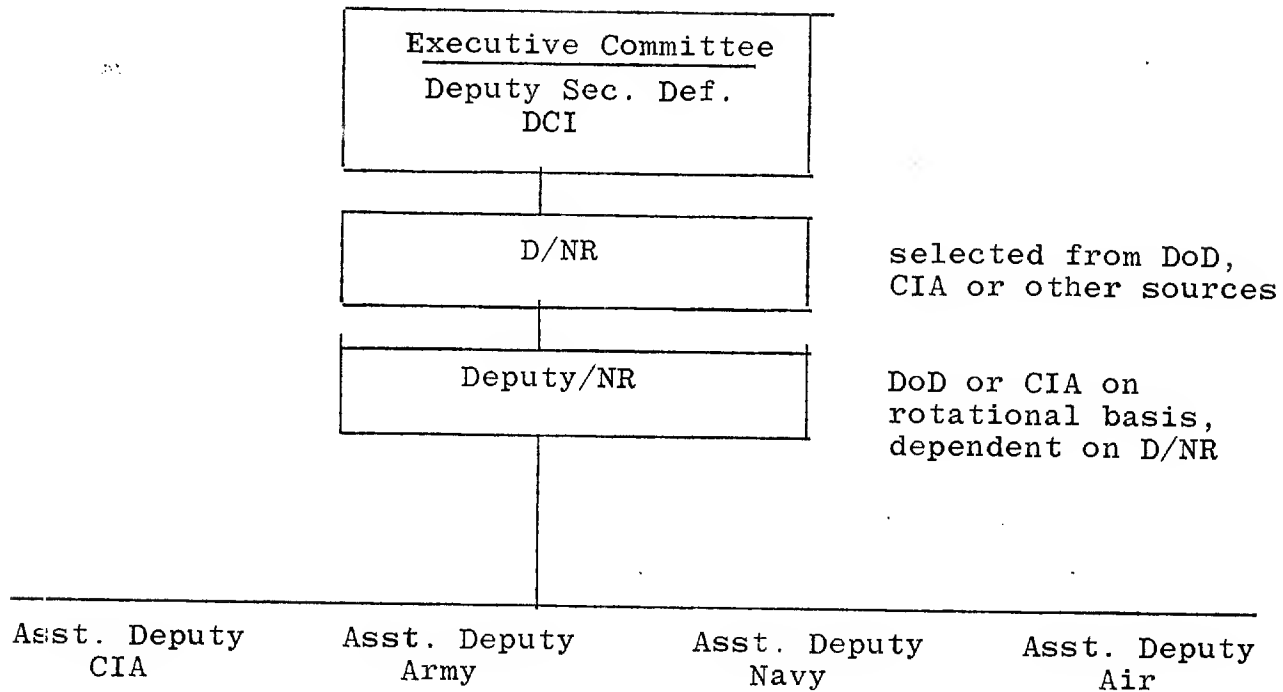 Executive Committee
Deputy Sec. Def.
DCI
D/NR
selected from DoD,
CIA or other sources
Deputy/NR
DoD or CIA on
rotational basis,
dependent on D/NR
Asst. Deputy
CIA
Asst. Deputy
Army
Asst. Deputy
Navy
Asst. Deputy
Air